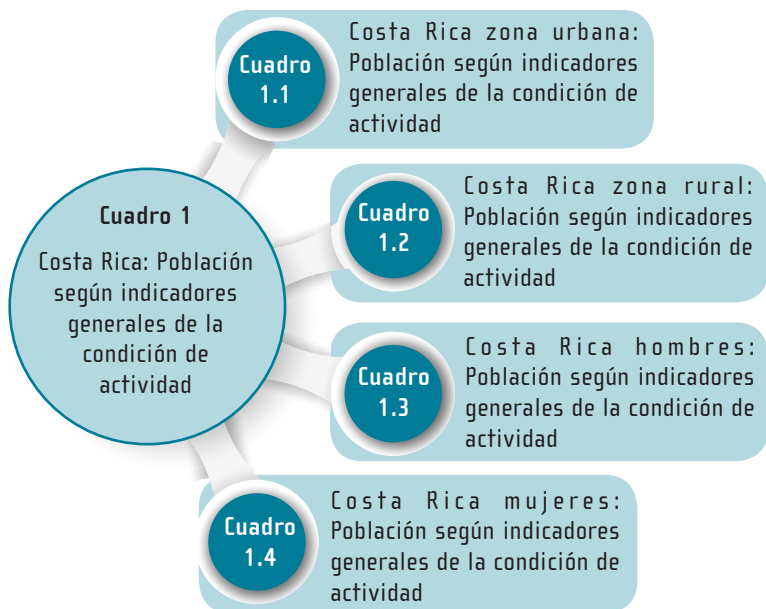 Cuadro 1
Costa Rica: Población
según indicadores
generales de la
condición de
actividad
Cuadro
1.1
Costa Rica zona urbana:
Población según indicadores
generales de la condición de
actividad
Cuadro
1.2
Costa Rica zona rural:
Población según indicadores
generales de la condición de
actividad
Cuadro
1.3
Costa Rica hombres:
Población según indicadores
generales de la condición de
actividad
Cuadro
1.4
Costa Rica mujeres:
Población según indicadores
generales de la condición de
actividad